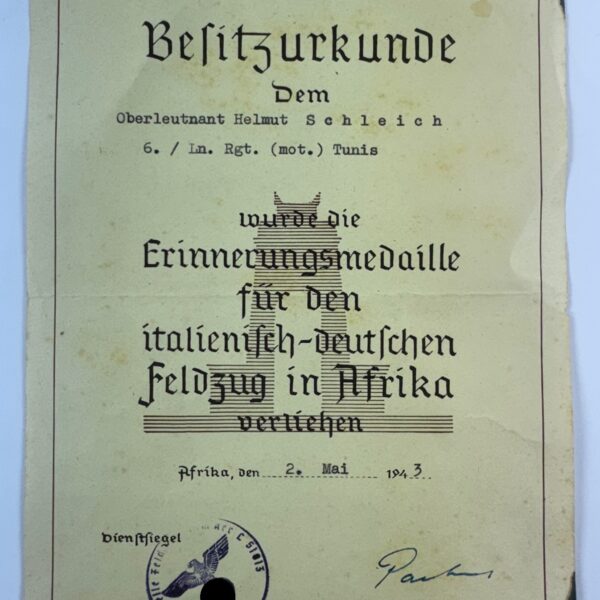 Beſitzurkunde
Dem
Oberleutnant Helmut S c h l e i c h
6. / Ln. Rgt. (mot.) Tunis
wurde die
Erinnerungsmedaille
für den
italieniſch-deutſchen
Feldzug in Afrika
verliehen
Afrika, den 2. Mai 1943
Dienſtſiegel